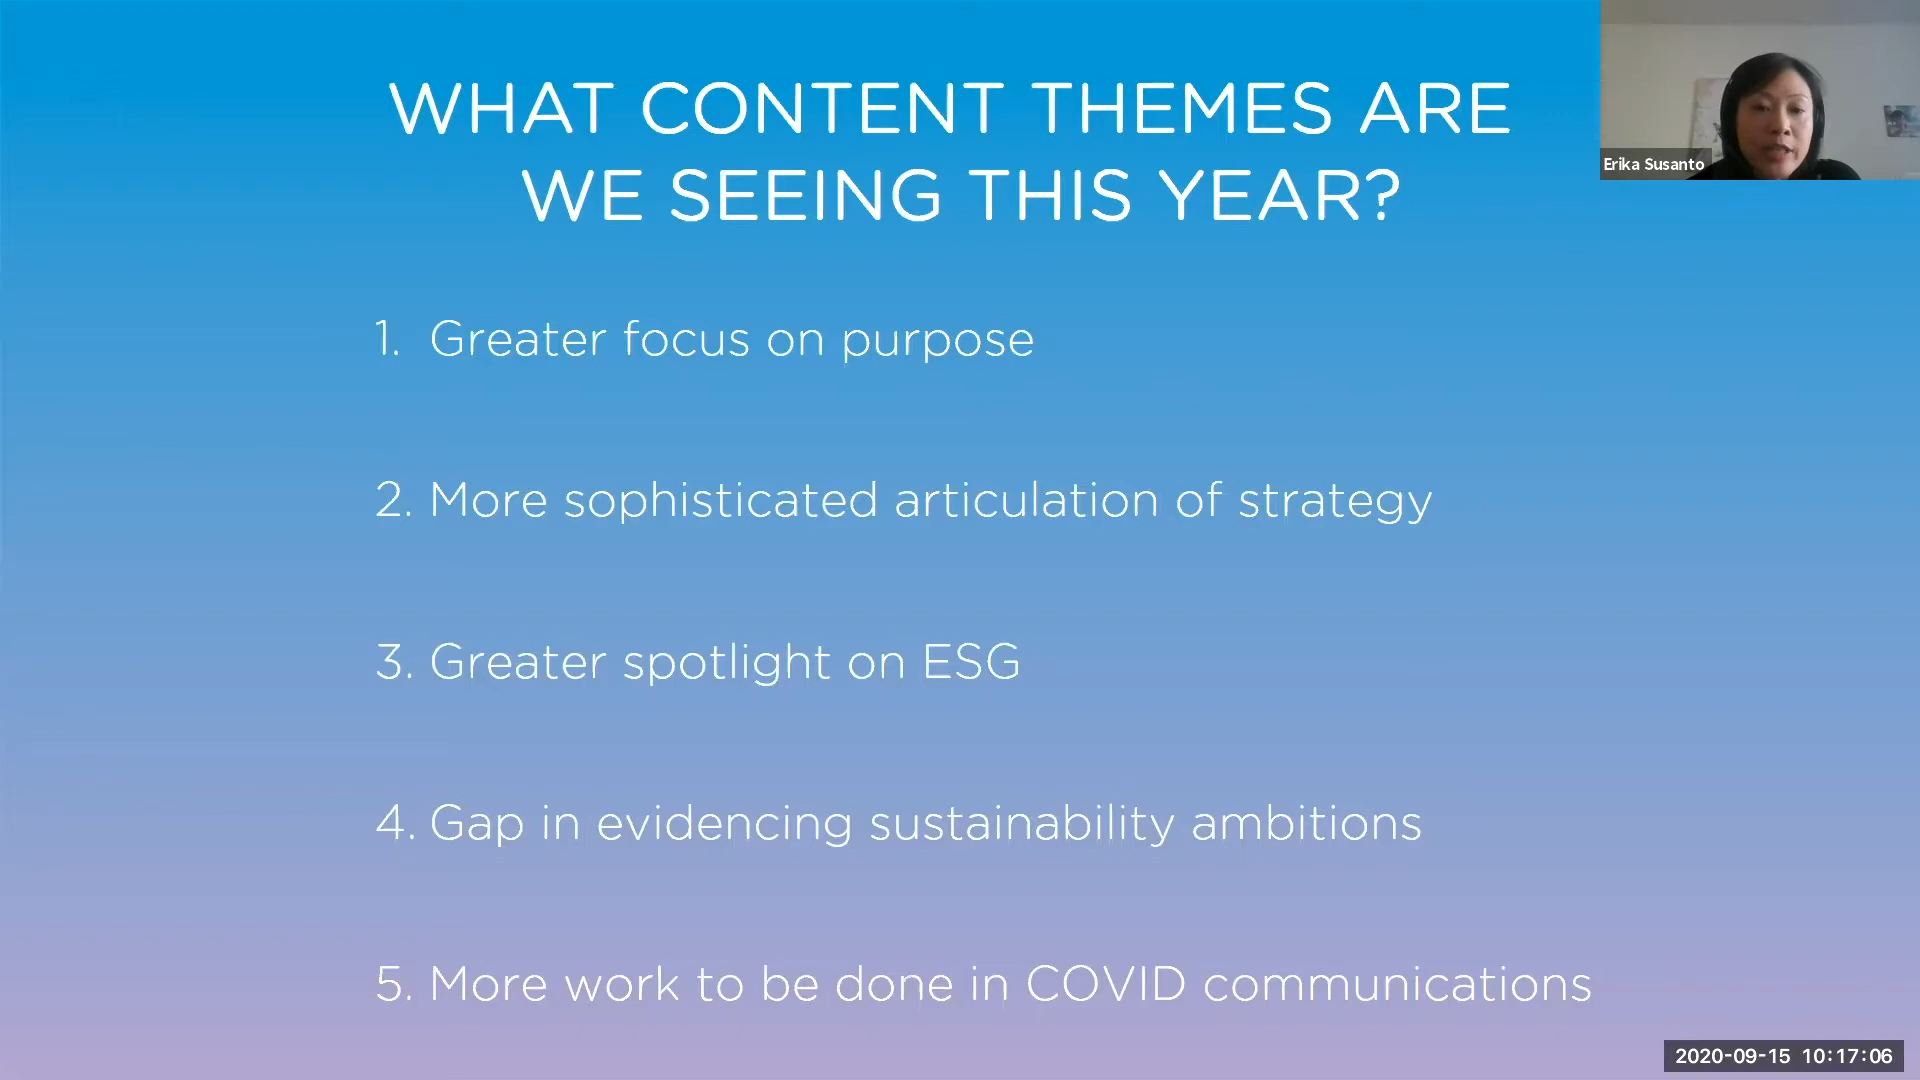 WHAT CONTENT THEMES ARE
WE SEEING THIS YEAR?
Erika Susanto
1. Greater focus on purpose
2. More sophisticated articulation of strategy
3. Greater spotlight on ESG
4. Gap in evidencing sustainability ambitions
5. More work to be done in COVID communications
2020-09-15 10:17:06